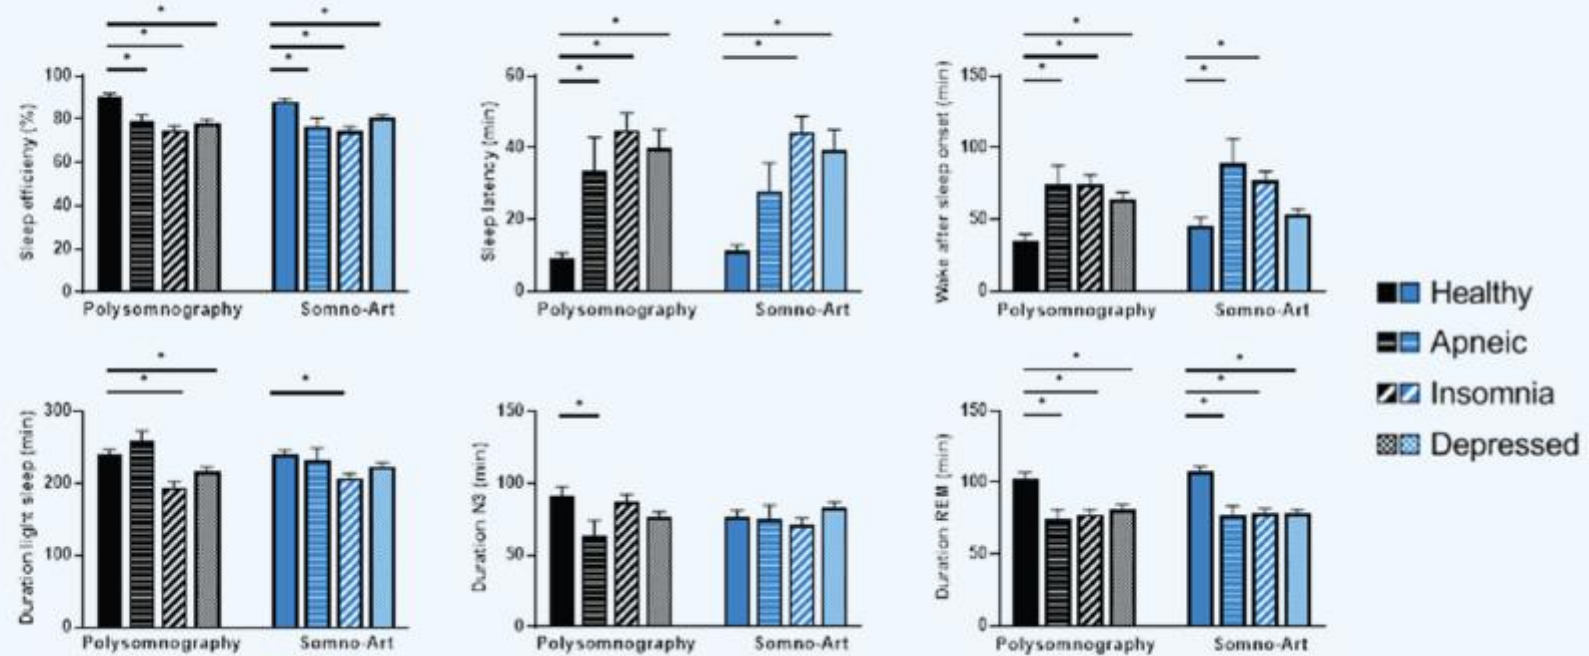 * * *
* * *
Sleep efficieny (%)
100
80
60
40
20
0
Polysomnography Somno-Art
* * *
* *
Sleep latency (min)
60
40
20
0
Polysomnography Somno-Art
* * *
* *
Wake after sleep onset (min)
150
100
50
0
Polysomnography Somno-Art
* *
*
Duration light sleep (min)
300
200
100
0
Polysomnography Somno-Art
*
Duration N3 (min)
150
100
50
0
Polysomnography Somno-Art
* * *
* * *
Duration REM (min)
150
100
50
0
Polysomnography Somno-Art
Healthy
Apneic
Insomnia
Depressed